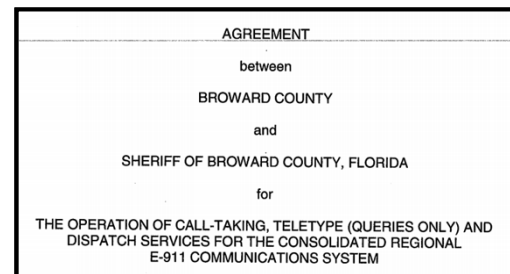 AGREEMENT
between
BROWARD COUNTY
and
SHERIFF OF BROWARD COUNTY, FLORIDA
for
THE OPERATION OF CALL-TAKING, TELETYPE (QUERIES ONLY) AND
DISPATCH SERVICES FOR THE CONSOLIDATED REGIONAL
E-911 COMMUNICATIONS SYSTEM